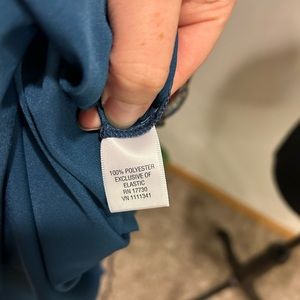 100% POLYESTER
EXCLUSIVE OF
ELASTIC
RN 17730
VN 1111341